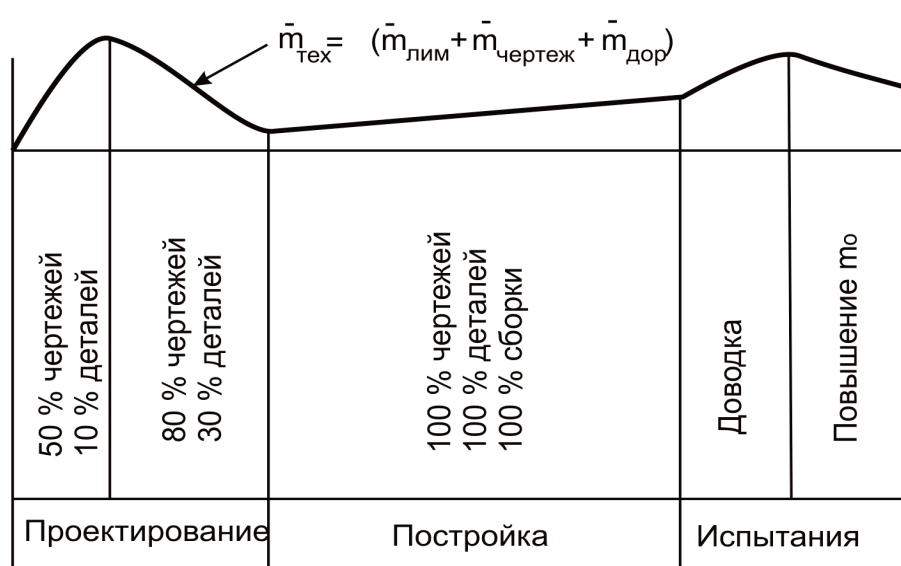 m̄тех= (m̄лим+m̄чертеж+m̄дор)
50 % чертежей
10 % деталей
80 % чертежей
30 % деталей
100 % чертежей
100 % деталей
100 % сборки
Доводка
Повышение mo
Проектирование
Постройка
Испытания